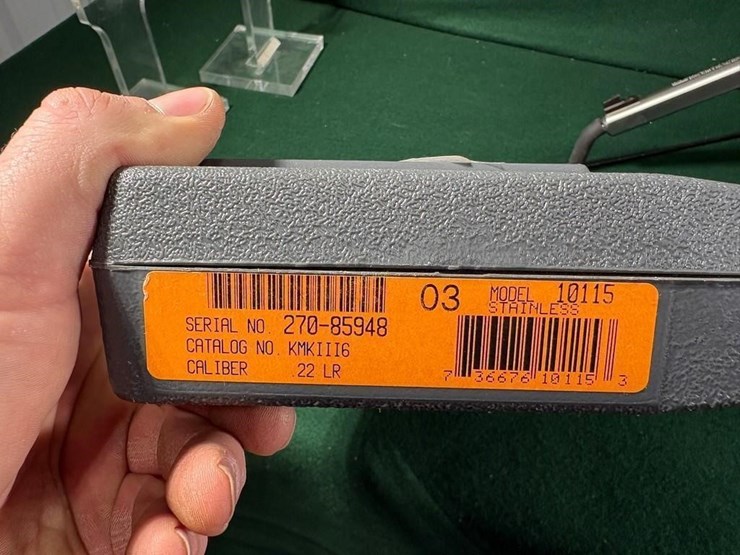 03
MODEL 10115
STAINLESS
SERIAL NO. 270-85948
CATALOG NO. KMKIII6
CALIBER .22 LR
7 36676 10115 3